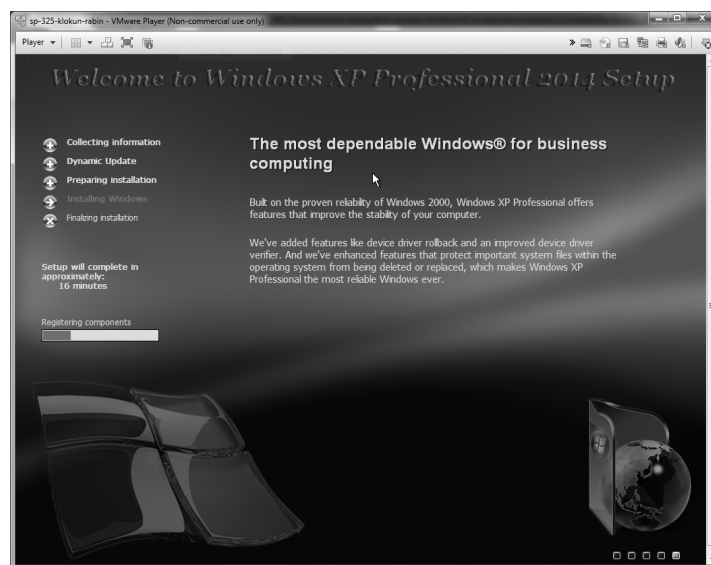 sp-325-klokun-rabin - VMware Player (Non-commercial use only)
Player
Welcome to Windows XP Professional 2014 Setup
Collecting information
Dynamic Update
Preparing installation
Installing Windows
Finalizing installation
Setup will complete in
approximately:
16 minutes
Registering components
The most dependable Windows® for business
computing
Built on the proven reliability of Windows 2000, Windows XP Professional offers
features that improve the stability of your computer.
We've added features like device driver rollback and an improved device driver
verifier. And we've enhanced features that protect important system files within the
operating system from being deleted or replaced, which makes Windows XP
Professional the most reliable Windows ever.